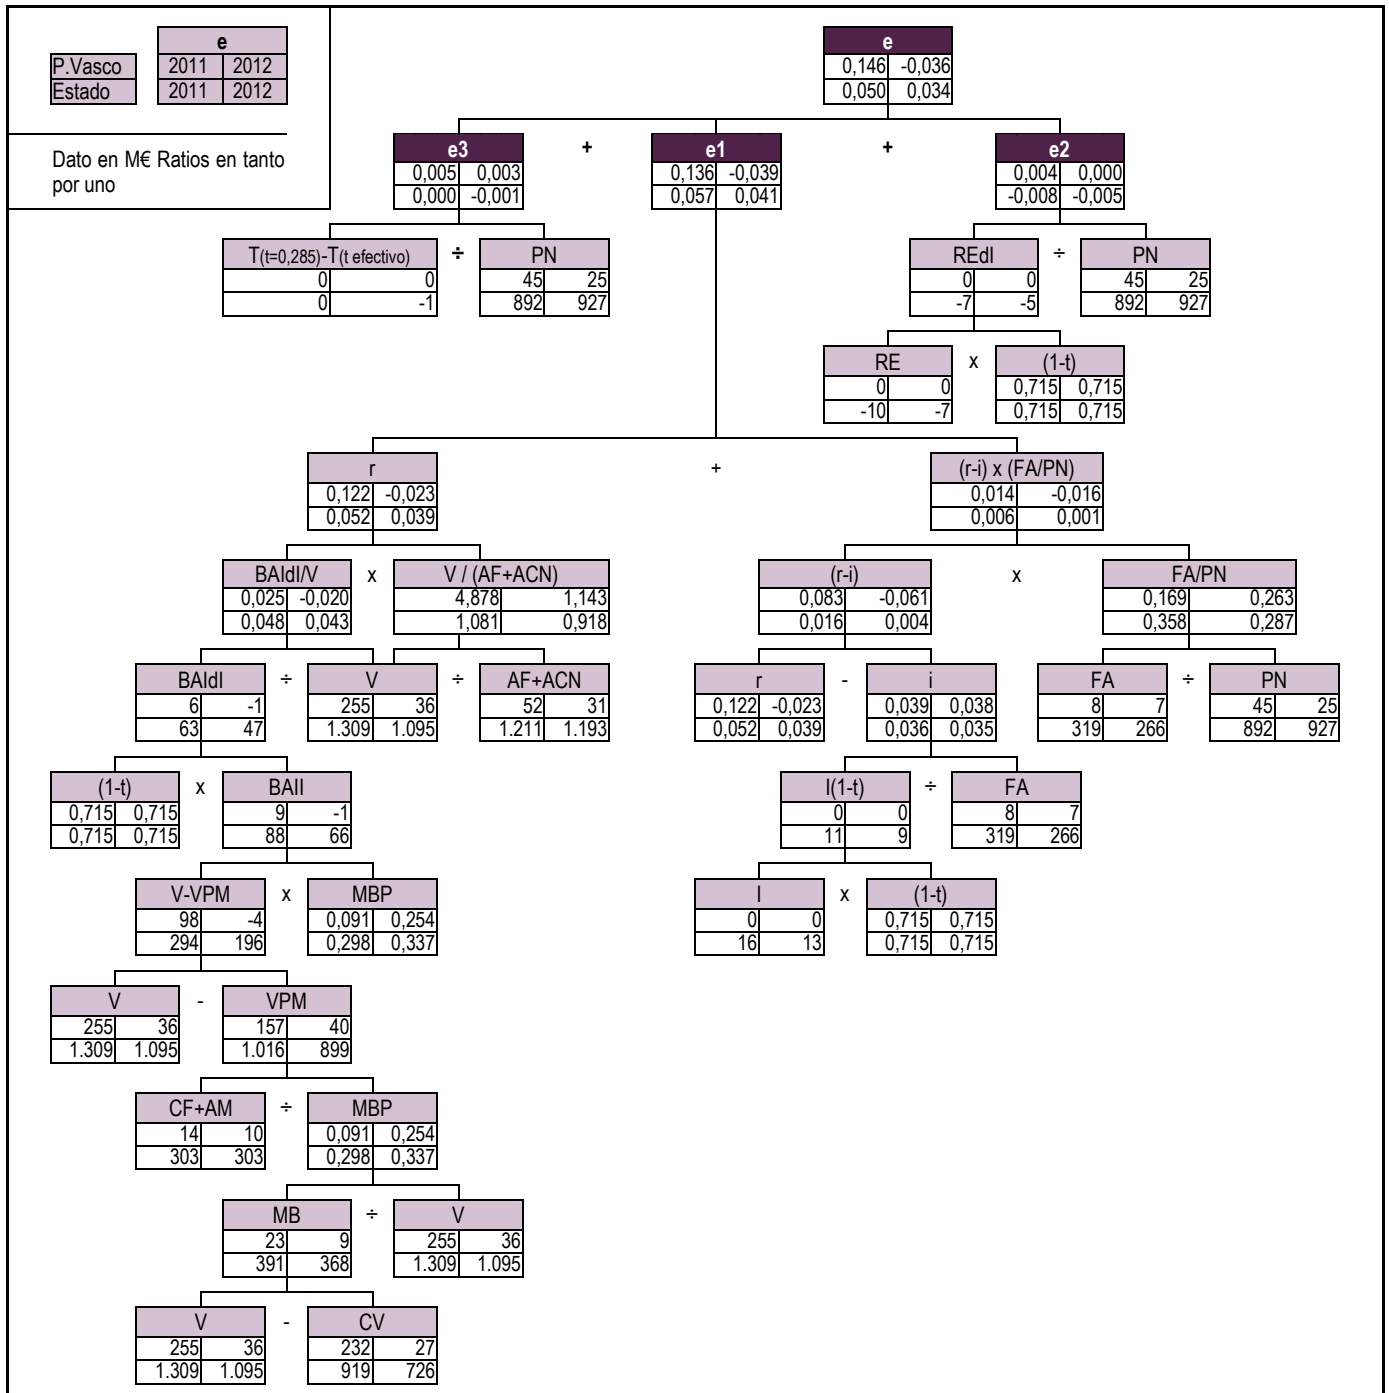 e
P.Vasco 2011 2012
Estado 2011 2012
Dato en M€ Ratios en tanto
por uno
e
0,146 -0,036
0,050 0,034
e3 + e1 + e2
0,005 0,003 0,136 -0,039 0,004 0,000
0,000 -0,001 0,057 0,041 -0,008 -0,005
T(t=0,285)-T(t efectivo) ÷ PN REdI ÷ PN
0 0 45 25 0 0 45 25
0 -1 892 927 -7 -5 892 927
RE x (1-t)
0 0 0,715 0,715
-10 -7 0,715 0,715
r + (r-i) x (FA/PN)
0,122 -0,023 0,014 -0,016
0,052 0,039 0,006 0,001
BAIdI/V x V / (AF+ACN) (r-i) x FA/PN
0,025 -0,020 4,878 1,143 0,083 -0,061 0,169 0,263
0,048 0,043 1,081 0,918 0,016 0,004 0,358 0,287
BAIdI ÷ V ÷ AF+ACN r - i FA ÷ PN
6 -1 255 36 52 31 0,122 -0,023 0,039 0,038 8 7 45 25
63 47 1.309 1.095 1.211 1.193 0,052 0,039 0,036 0,035 319 266 892 927
(1-t) x BAII I(1-t) ÷ FA
0,715 0,715 9 -1 0 0 8 7
0,715 0,715 88 66 11 9 319 266
V-VPM x MBP I x (1-t)
98 -4 0,091 0,254 0 0 0,715 0,715
294 196 0,298 0,337 16 13 0,715 0,715
V - VPM
255 36 157 40
1.309 1.095 1.016 899
CF+AM ÷ MBP
14 10 0,091 0,254
303 303 0,298 0,337
MB ÷ V
23 9 255 36
391 368 1.309 1.095
V - CV
255 36 232 27
1.309 1.095 919 726